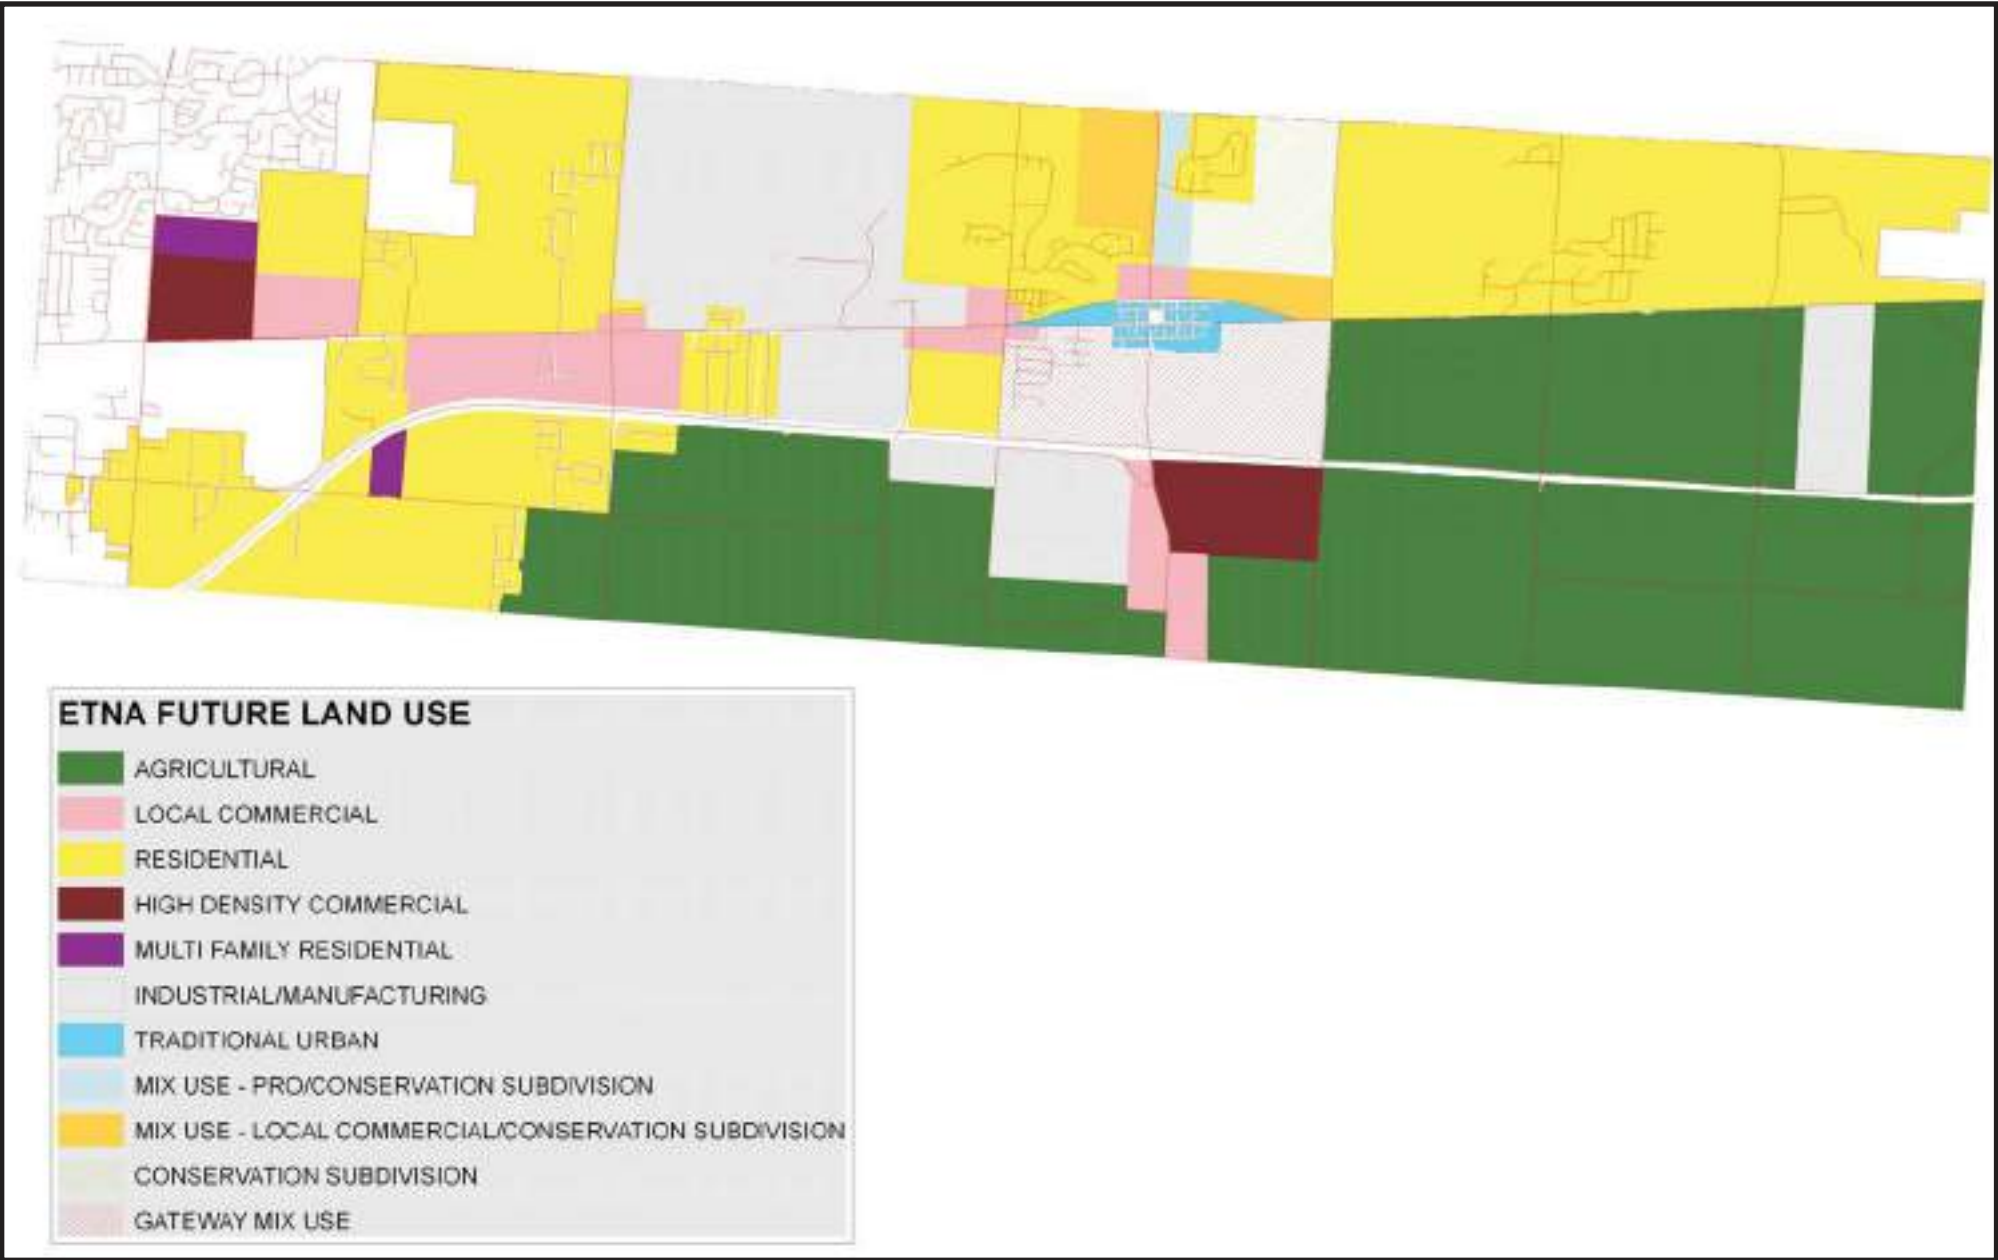 ETNA FUTURE LAND USE
AGRICULTURAL
LOCAL COMMERCIAL
RESIDENTIAL
HIGH DENSITY COMMERCIAL
MULTI FAMILY RESIDENTIAL
INDUSTRIAL/MANUFACTURING
TRADITIONAL URBAN
MIX USE - PRO/CONSERVATION SUBDIVISION
MIX USE - LOCAL COMMERCIAL/CONSERVATION SUBDIVISION
CONSERVATION SUBDIVISION
GATEWAY MIX USE